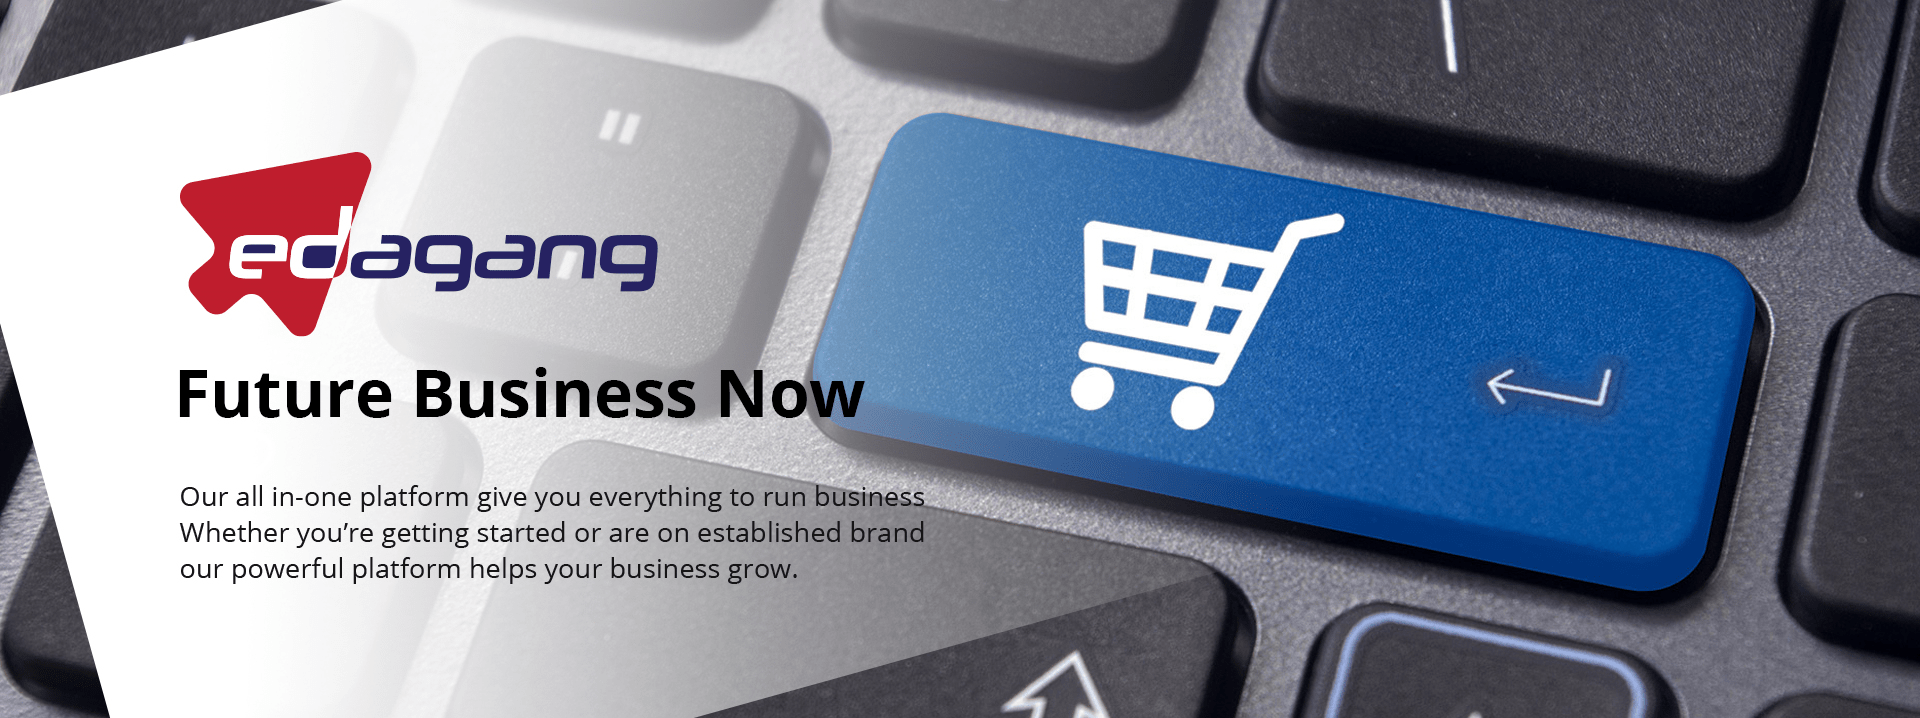 edagang
Future Business Now
Our all in-one platform give you everything to run business
Whether you’re getting started or are on established brand
our powerful platform helps your business grow.